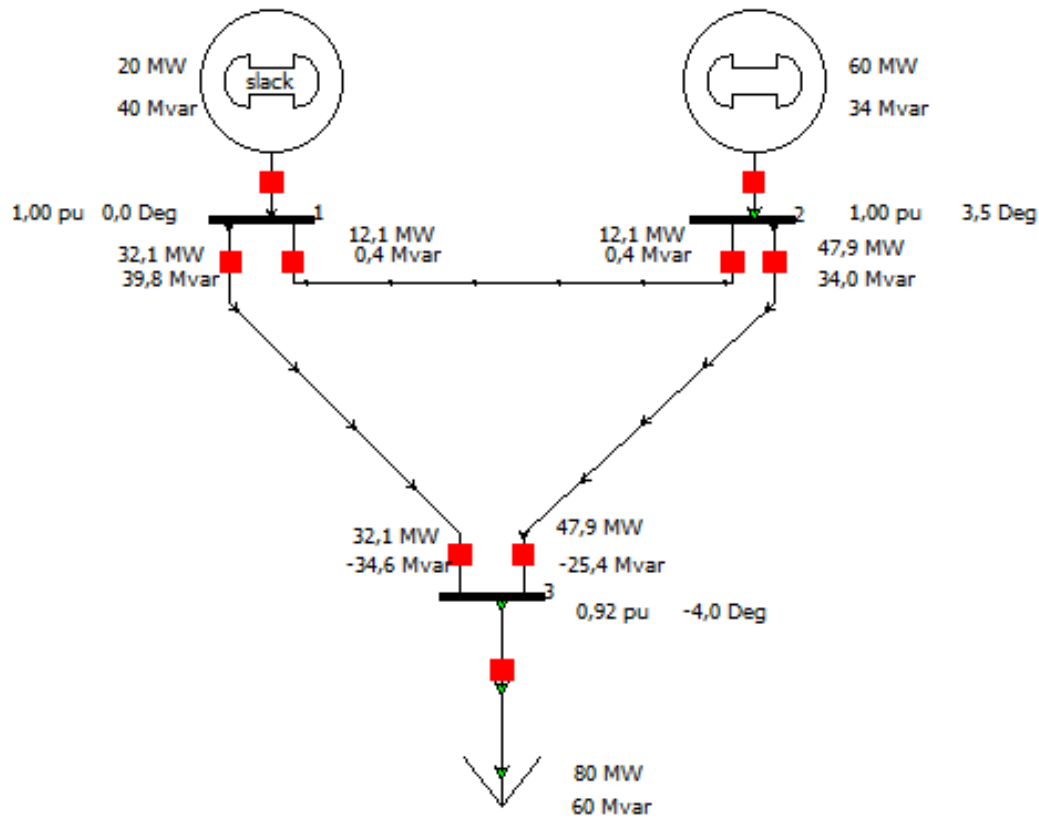 20 MW
40 Mvar
slack
60 MW
34 Mvar
1,00 pu 0,0 Deg
1
2
1,00 pu 3,5 Deg
32,1 MW
39,8 Mvar
12,1 MW
0,4 Mvar
12,1 MW
0,4 Mvar
47,9 MW
34,0 Mvar
32,1 MW
-34,6 Mvar
47,9 MW
-25,4 Mvar
3
0,92 pu -4,0 Deg
80 MW
60 Mvar